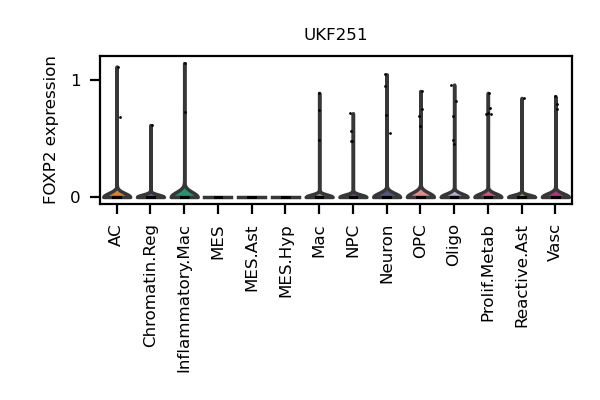 UKF251
FOXP2 expression
1
0
AC
Chromatin.Reg
Inflammatory.Mac
MES
MES.Ast
MES.Hyp
Mac
NPC
Neuron
OPC
Oligo
Prolif.Metab
Reactive.Ast
Vasc